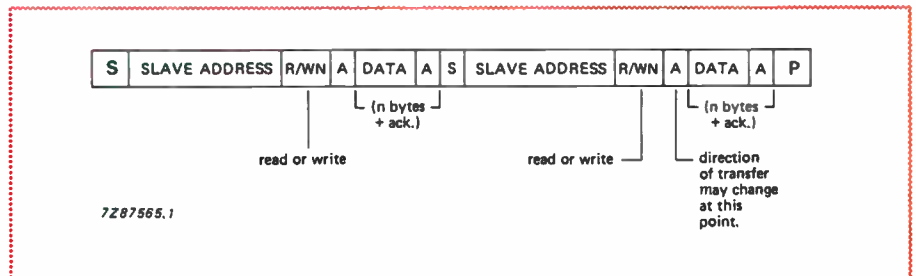 S SLAVE ADDRESS R/WN A DATA A S SLAVE ADDRESS R/WN A DATA A P
(n bytes + ack.)
(n bytes + ack.)
read or write
read or write
direction of transfer may change at this point.
7Z87565.1